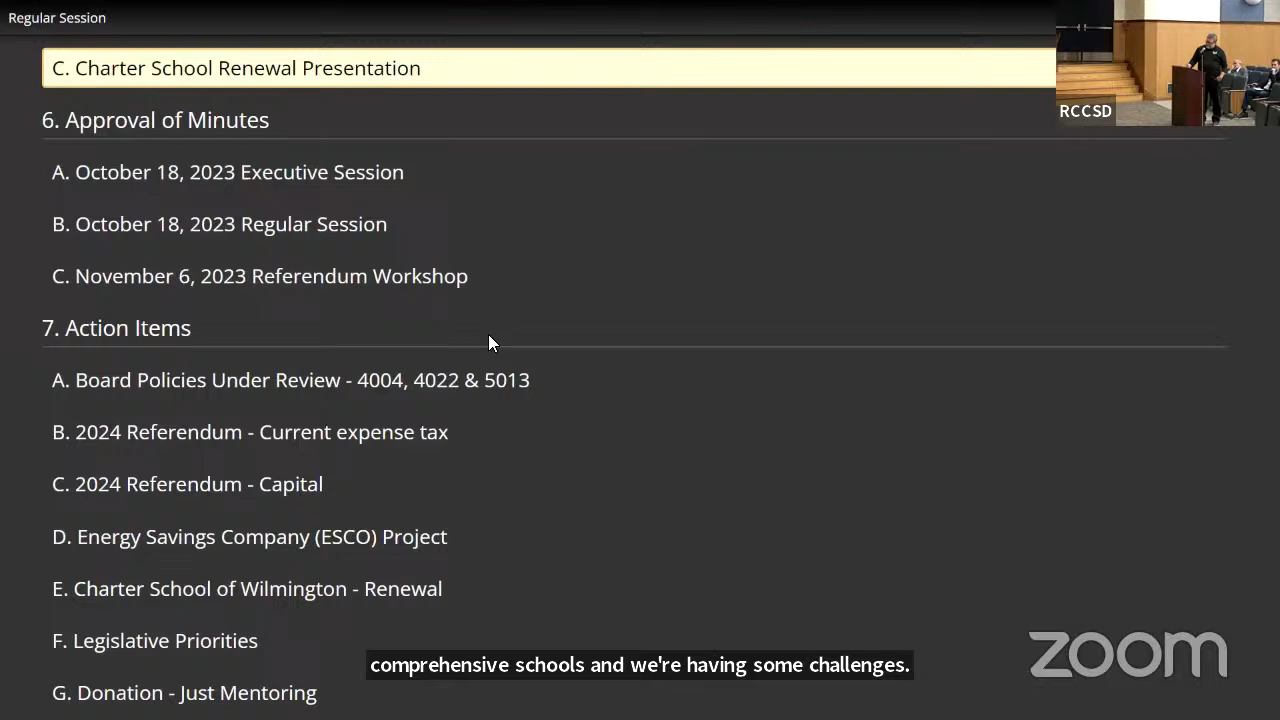 Regular Session
C. Charter School Renewal Presentation
RCCSD
6. Approval of Minutes
A. October 18, 2023 Executive Session
B. October 18, 2023 Regular Session
C. November 6, 2023 Referendum Workshop
7. Action Items
A. Board Policies Under Review - 4004, 4022 & 5013
B. 2024 Referendum - Current expense tax
C. 2024 Referendum - Capital
D. Energy Savings Company (ESCO) Project
E. Charter School of Wilmington - Renewal
F. Legislative Priorities
zoom
comprehensive schools and we're having some challenges.
G. Donation - Just Mentoring